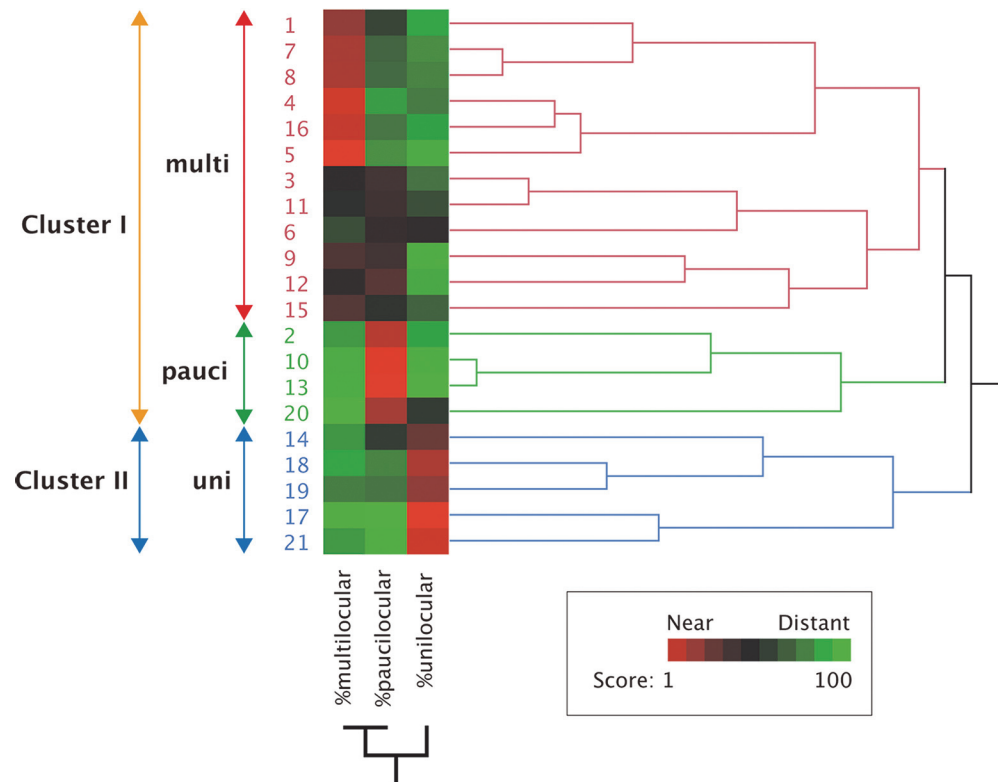 1
7
8
4
16
5
multi
3
11
Cluster I
6
9
12
15
2
pauci
10
13
20
14
18
Cluster II
uni
19
17
21
%multilocular
%paucilocular
%unilocular
Near Distant
Score: 1 100